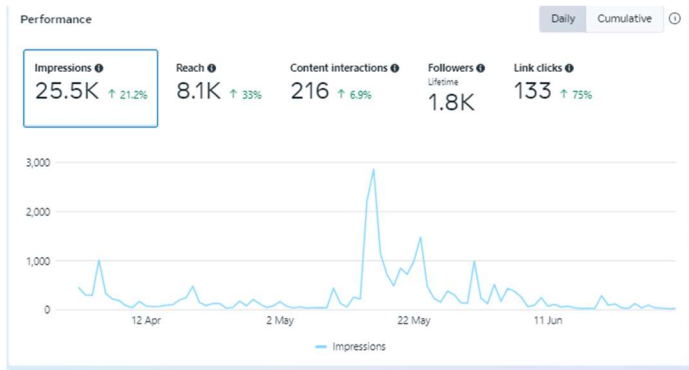 Performance
Daily Cumulative
Impressions Reach Content interactions Followers Link clicks
Lifetime
25.5K ↑ 21.2% 8.1K ↑ 33% 216 ↑ 6.9% 1.8K 133 ↑ 75%
3,000
2,000
1,000
0
12 Apr 2 May 22 May 11 Jun
Impressions